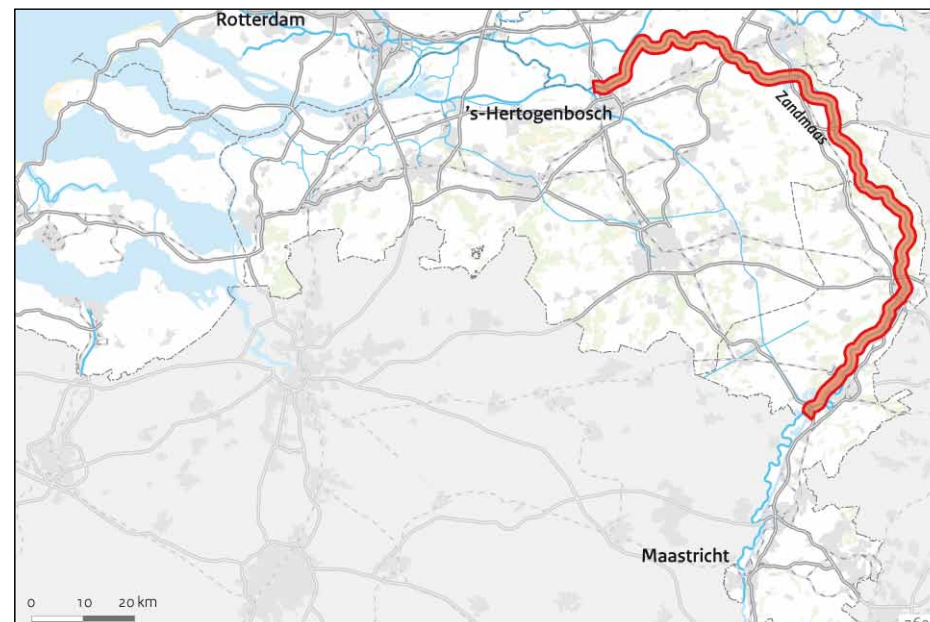 Rotterdam
's-Hertogenbosch
Zandmaas
Maastricht
0 10 20 km